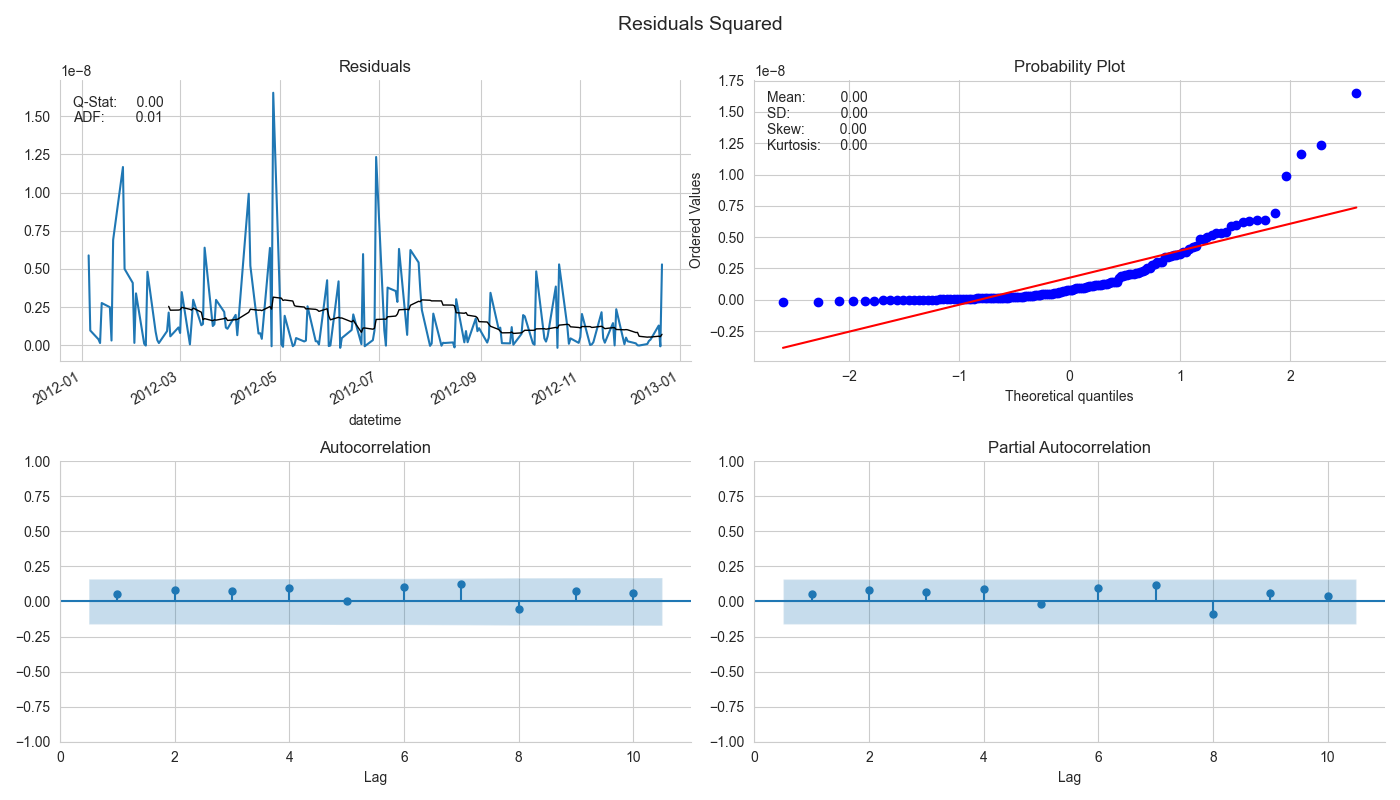 Residuals Squared
Residuals
1e−8
Q-Stat: 0.00
ADF: 0.01
1.50
1.25
1.00
0.75
0.50
0.25
0.00
2012-01
2012-03
2012-05
2012-07
2012-09
2012-11
2013-01
datetime
Probability Plot
1e−8
Mean: 0.00
SD: 0.00
Skew: 0.00
Kurtosis: 0.00
Ordered Values
1.75
1.50
1.25
1.00
0.75
0.50
0.25
0.00
−0.25
−2 −1 0 1 2
Theoretical quantiles
Autocorrelation
1.00
0.75
0.50
0.25
0.00
−0.25
−0.50
−0.75
−1.00
0 2 4 6 8 10
Lag
Partial Autocorrelation
1.00
0.75
0.50
0.25
0.00
−0.25
−0.50
−0.75
−1.00
0 2 4 6 8 10
Lag